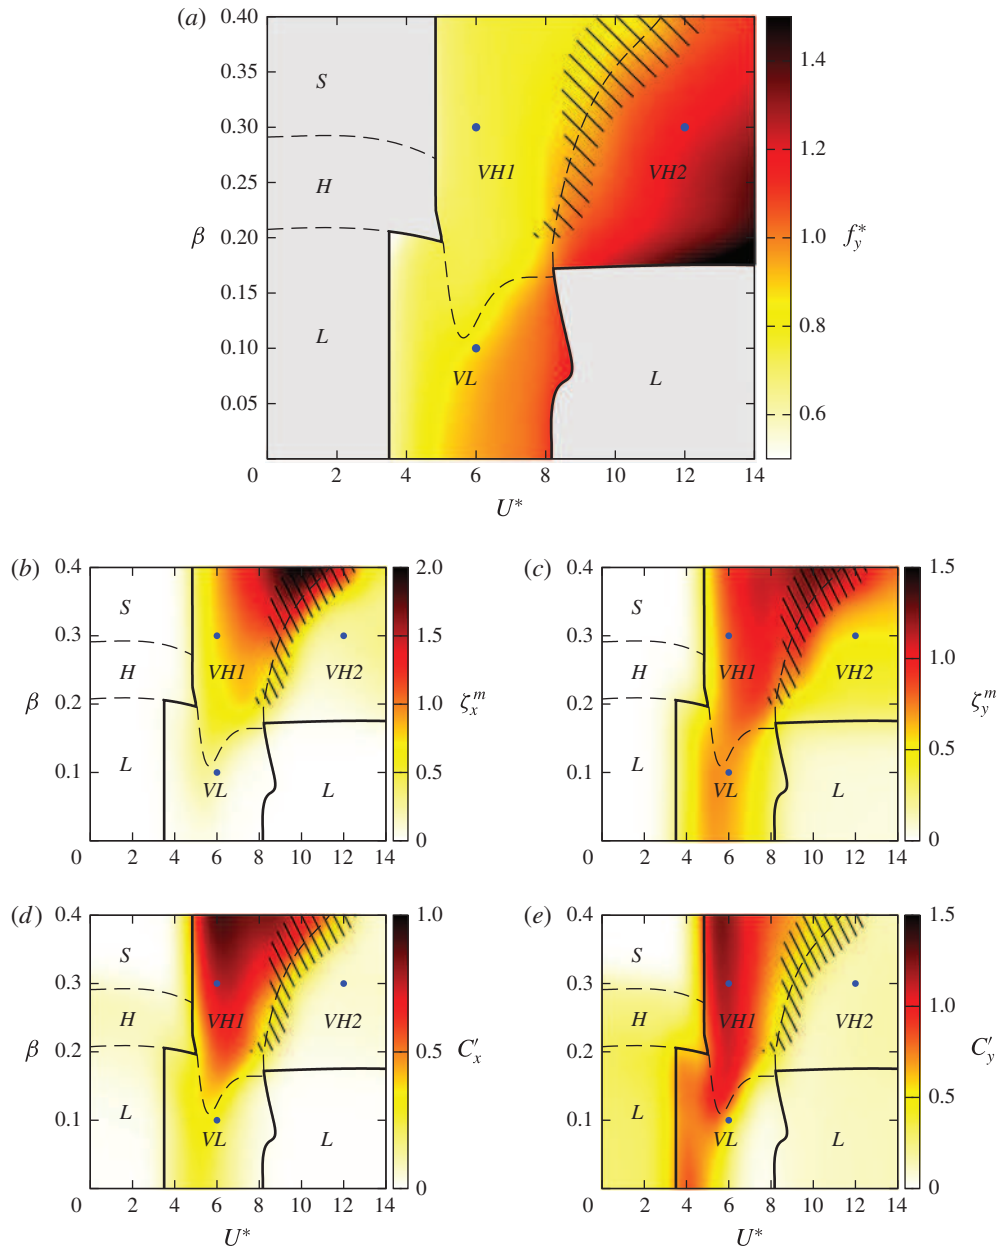 (a)
0.40
0.35
0.30
0.25
β 0.20
0.15
0.10
0.05
0 2 4 6 8 10 12 14
U*
S
H
L
VH1
VH2
VL
L
1.4
1.2
1.0
0.8
0.6
f*y
(b)
0.4
0.3
β 0.2
0.1
0 2 4 6 8 10 12 14
S
H
L
VH1
VH2
VL
L
2.0
1.5
1.0
0.5
0
ζ^m_x
(c)
0.4
0.3
0.2
0.1
0 2 4 6 8 10 12 14
S
H
L
VH1
VH2
VL
L
1.5
1.0
0.5
0
ζ^m_y
(d)
0.4
0.3
β 0.2
0.1
0 2 4 6 8 10 12 14
U*
S
H
L
VH1
VH2
VL
L
1.0
0.5
0
C′x
(e)
0.4
0.3
0.2
0.1
0 2 4 6 8 10 12 14
U*
S
H
L
VH1
VH2
VL
L
1.5
1.0
0.5
0
C′y